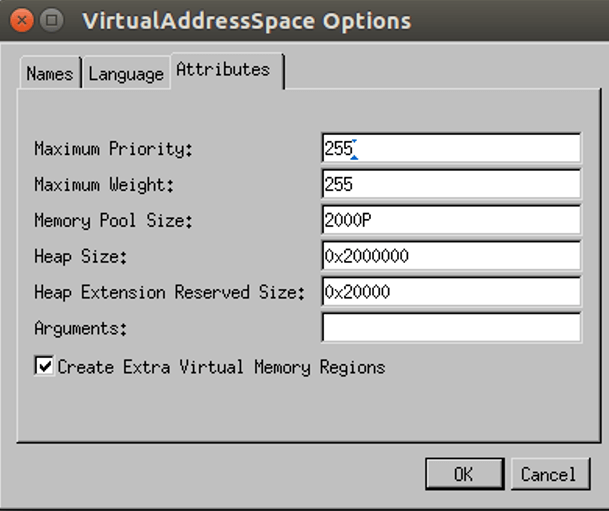 VirtualAddressSpace Options
Names Language Attributes
Maximum Priority: 255
Maximum Weight: 255
Memory Pool Size: 2000P
Heap Size: 0x2000000
Heap Extension Reserved Size: 0x20000
Arguments:
Create Extra Virtual Memory Regions
OK Cancel